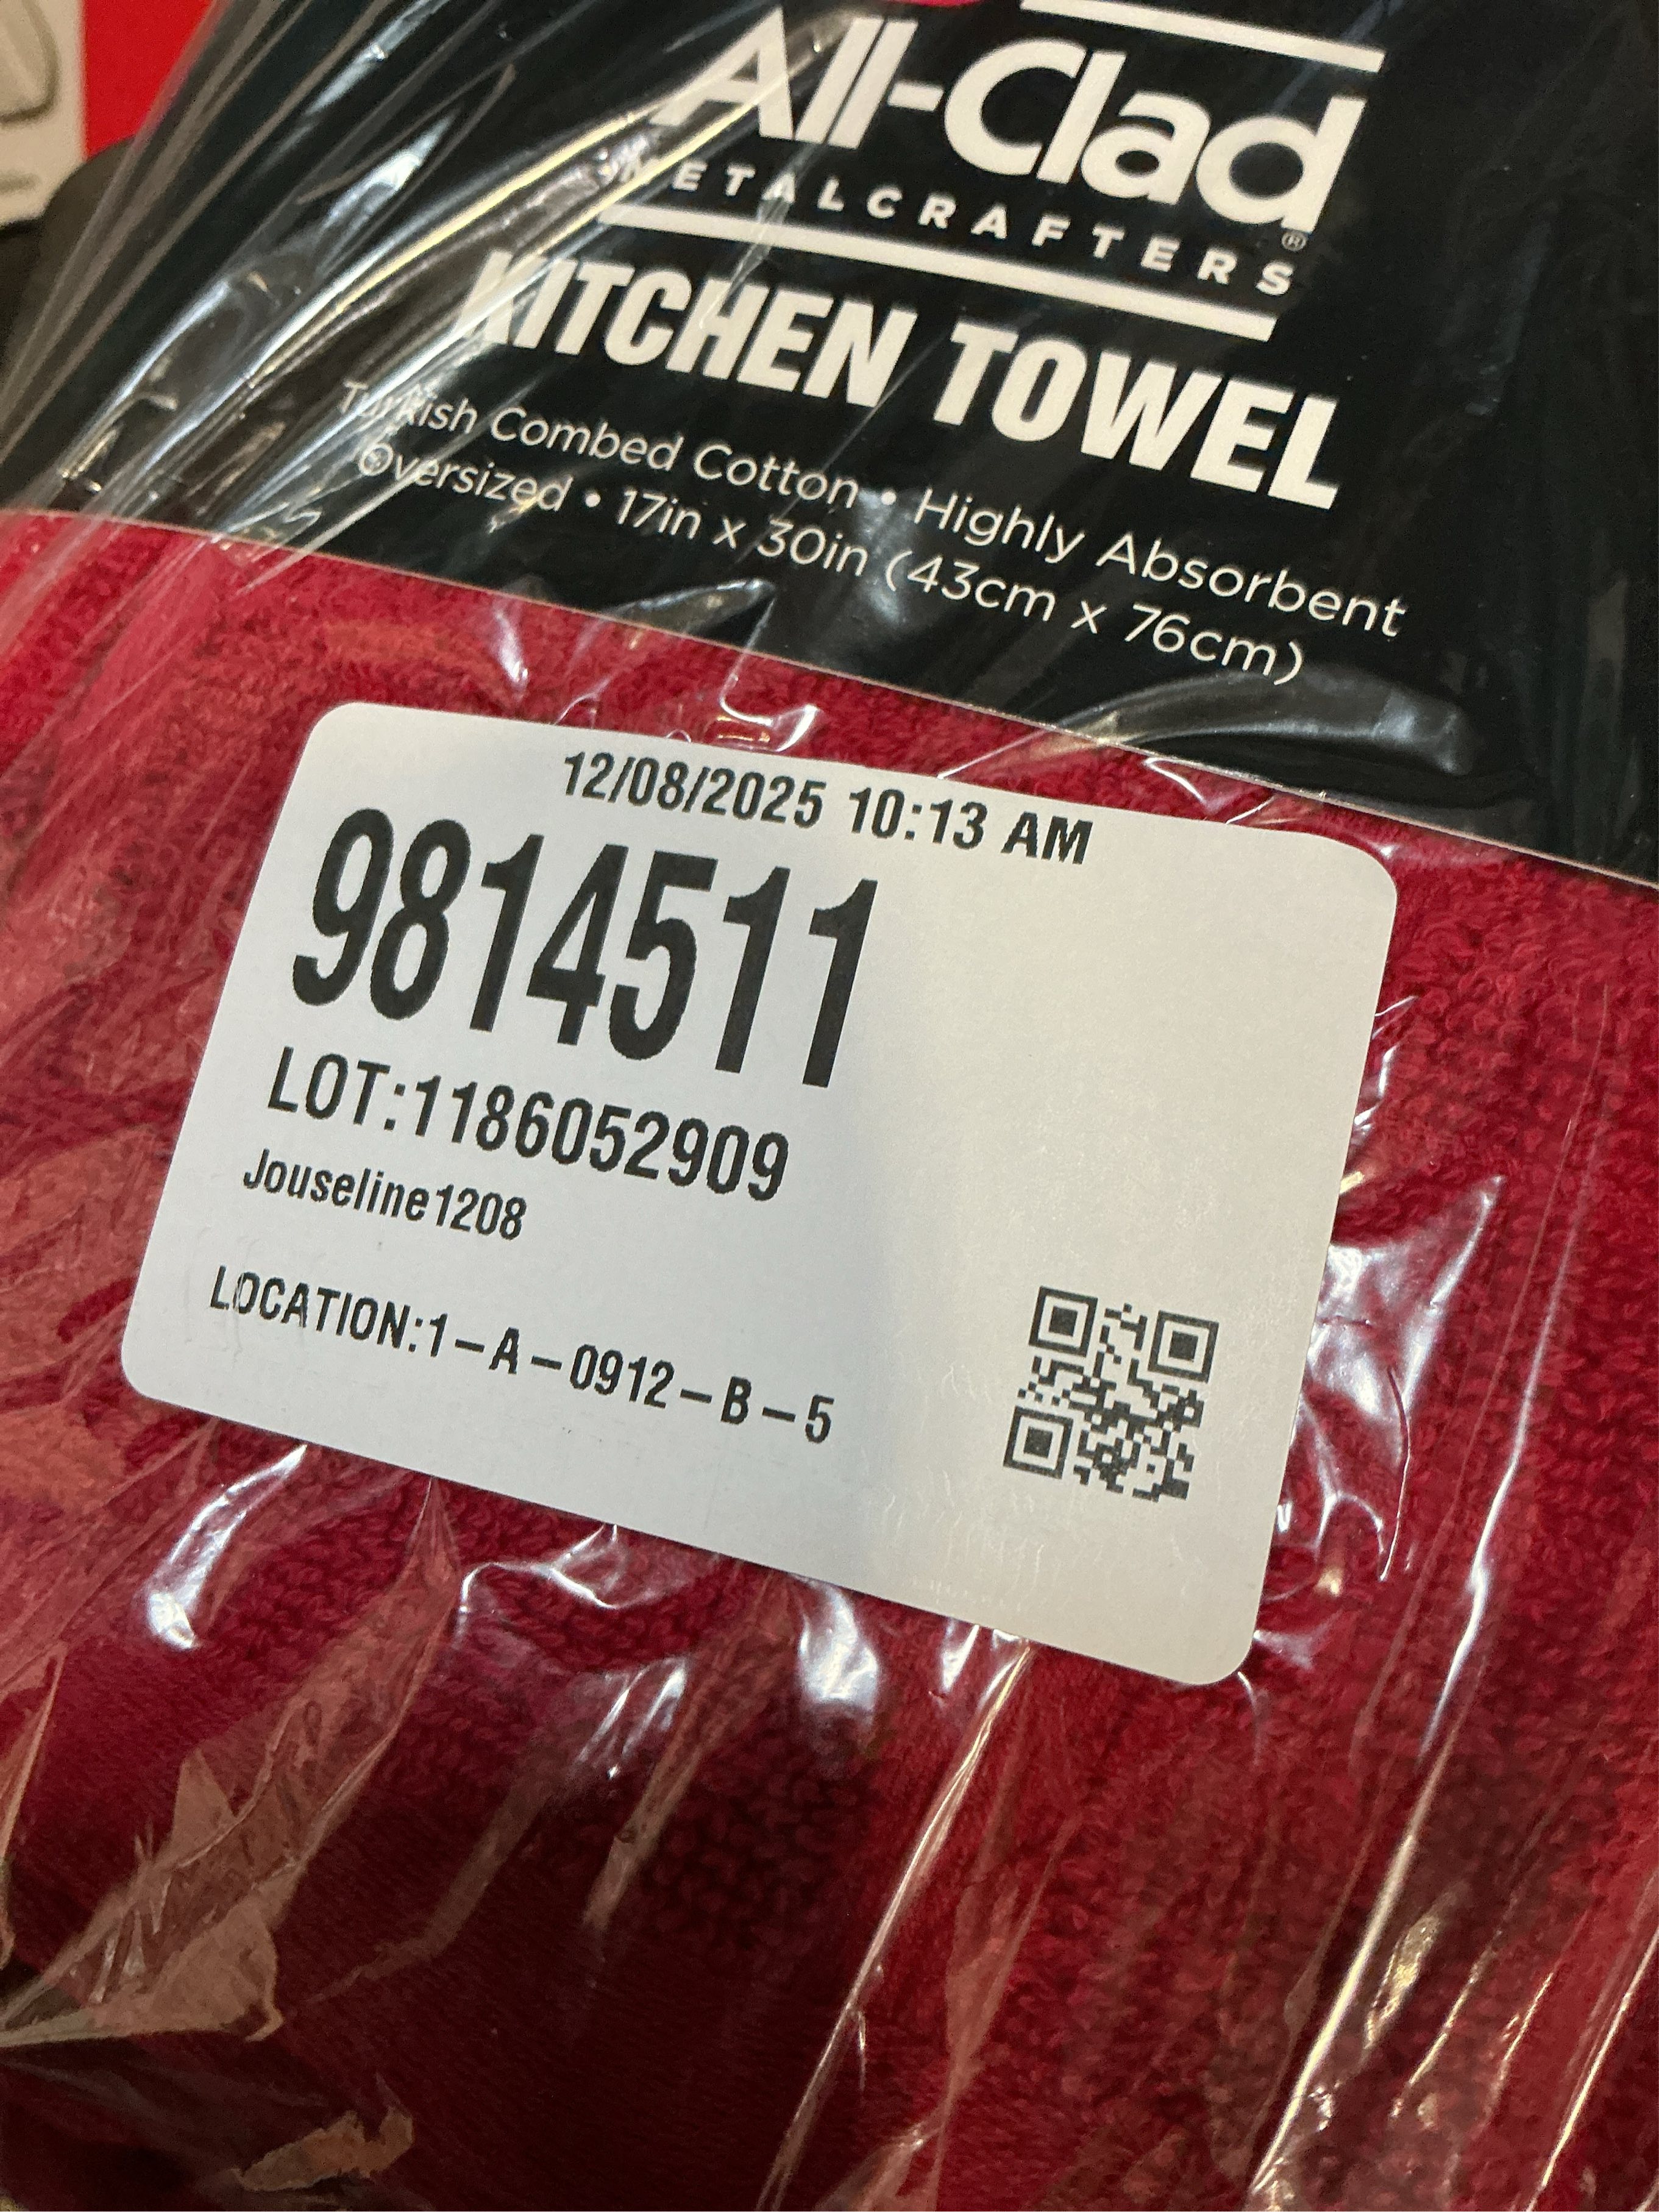 All-Clad
METALCRAFTERS®
KITCHEN TOWEL
Turkish Combed Cotton • Highly Absorbent
Oversized • 17in x 30in (43cm x 76cm)
12/08/2025 10:13 AM
9814511
LOT:1186052909
Jouseline1208
LOCATION:1-A-0912-B-5